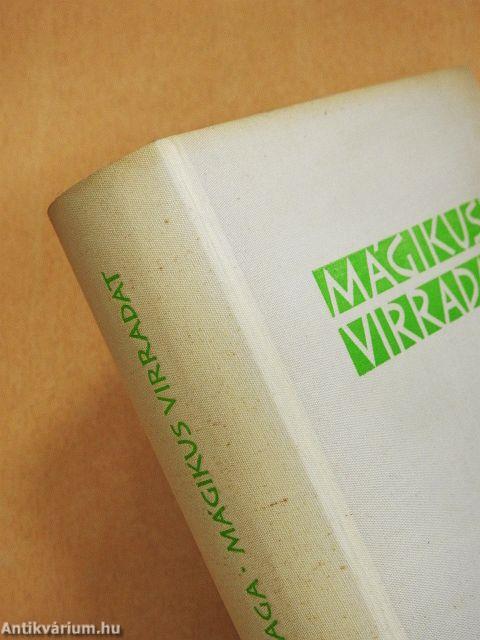 MÁGIKUS
VIRRADA
AGA · MÁGIKUS VIRRADAT
Antikvárium.hu